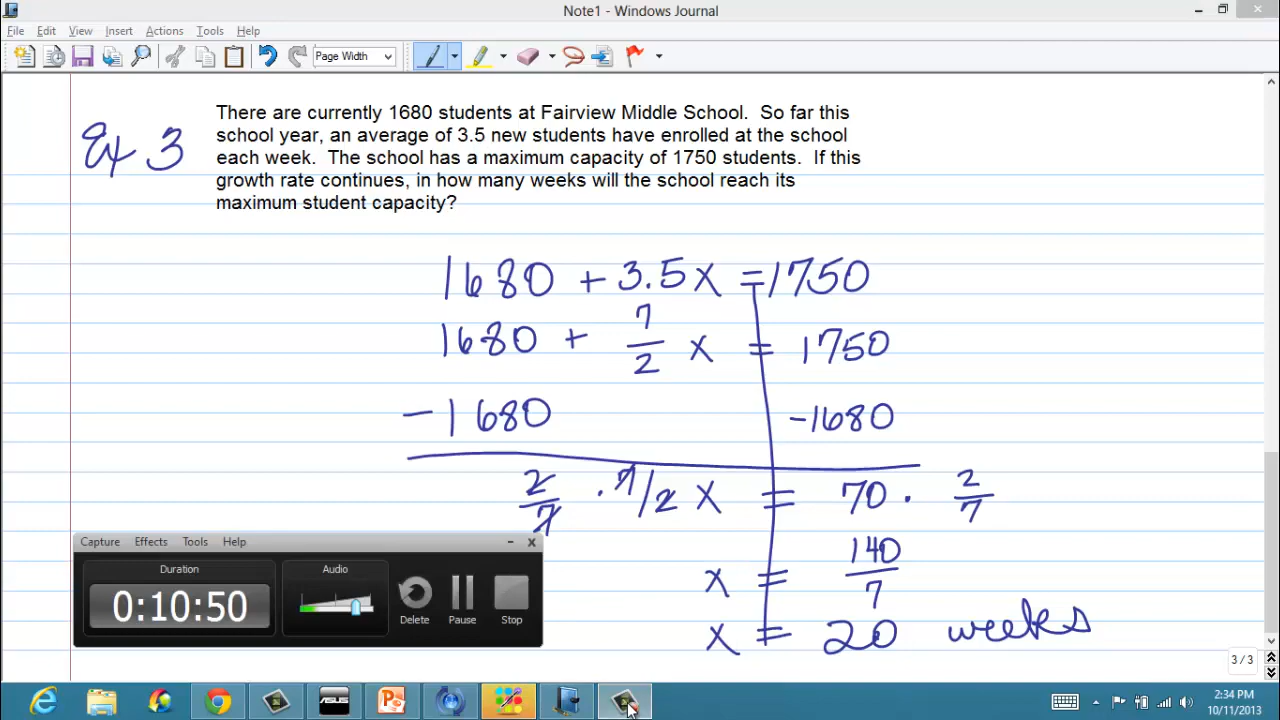 Note1 - Windows Journal
File Edit View Insert Actions Tools Help
Page Width
Ex 3
There are currently 1680 students at Fairview Middle School. So far this
school year, an average of 3.5 new students have enrolled at the school
each week. The school has a maximum capacity of 1750 students. If this
growth rate continues, in how many weeks will the school reach its
maximum student capacity?
1680 + 3.5x = 1750
1680 + 7/2 x = 1750
-1680 -1680
2/7 · 7/2 x = 70 · 2/7
x = 140/7
x = 20 weeks
Capture Effects Tools Help
Duration Audio
0:10:50
Delete Pause Stop
3/3
ASUS
2:34 PM
10/11/2013